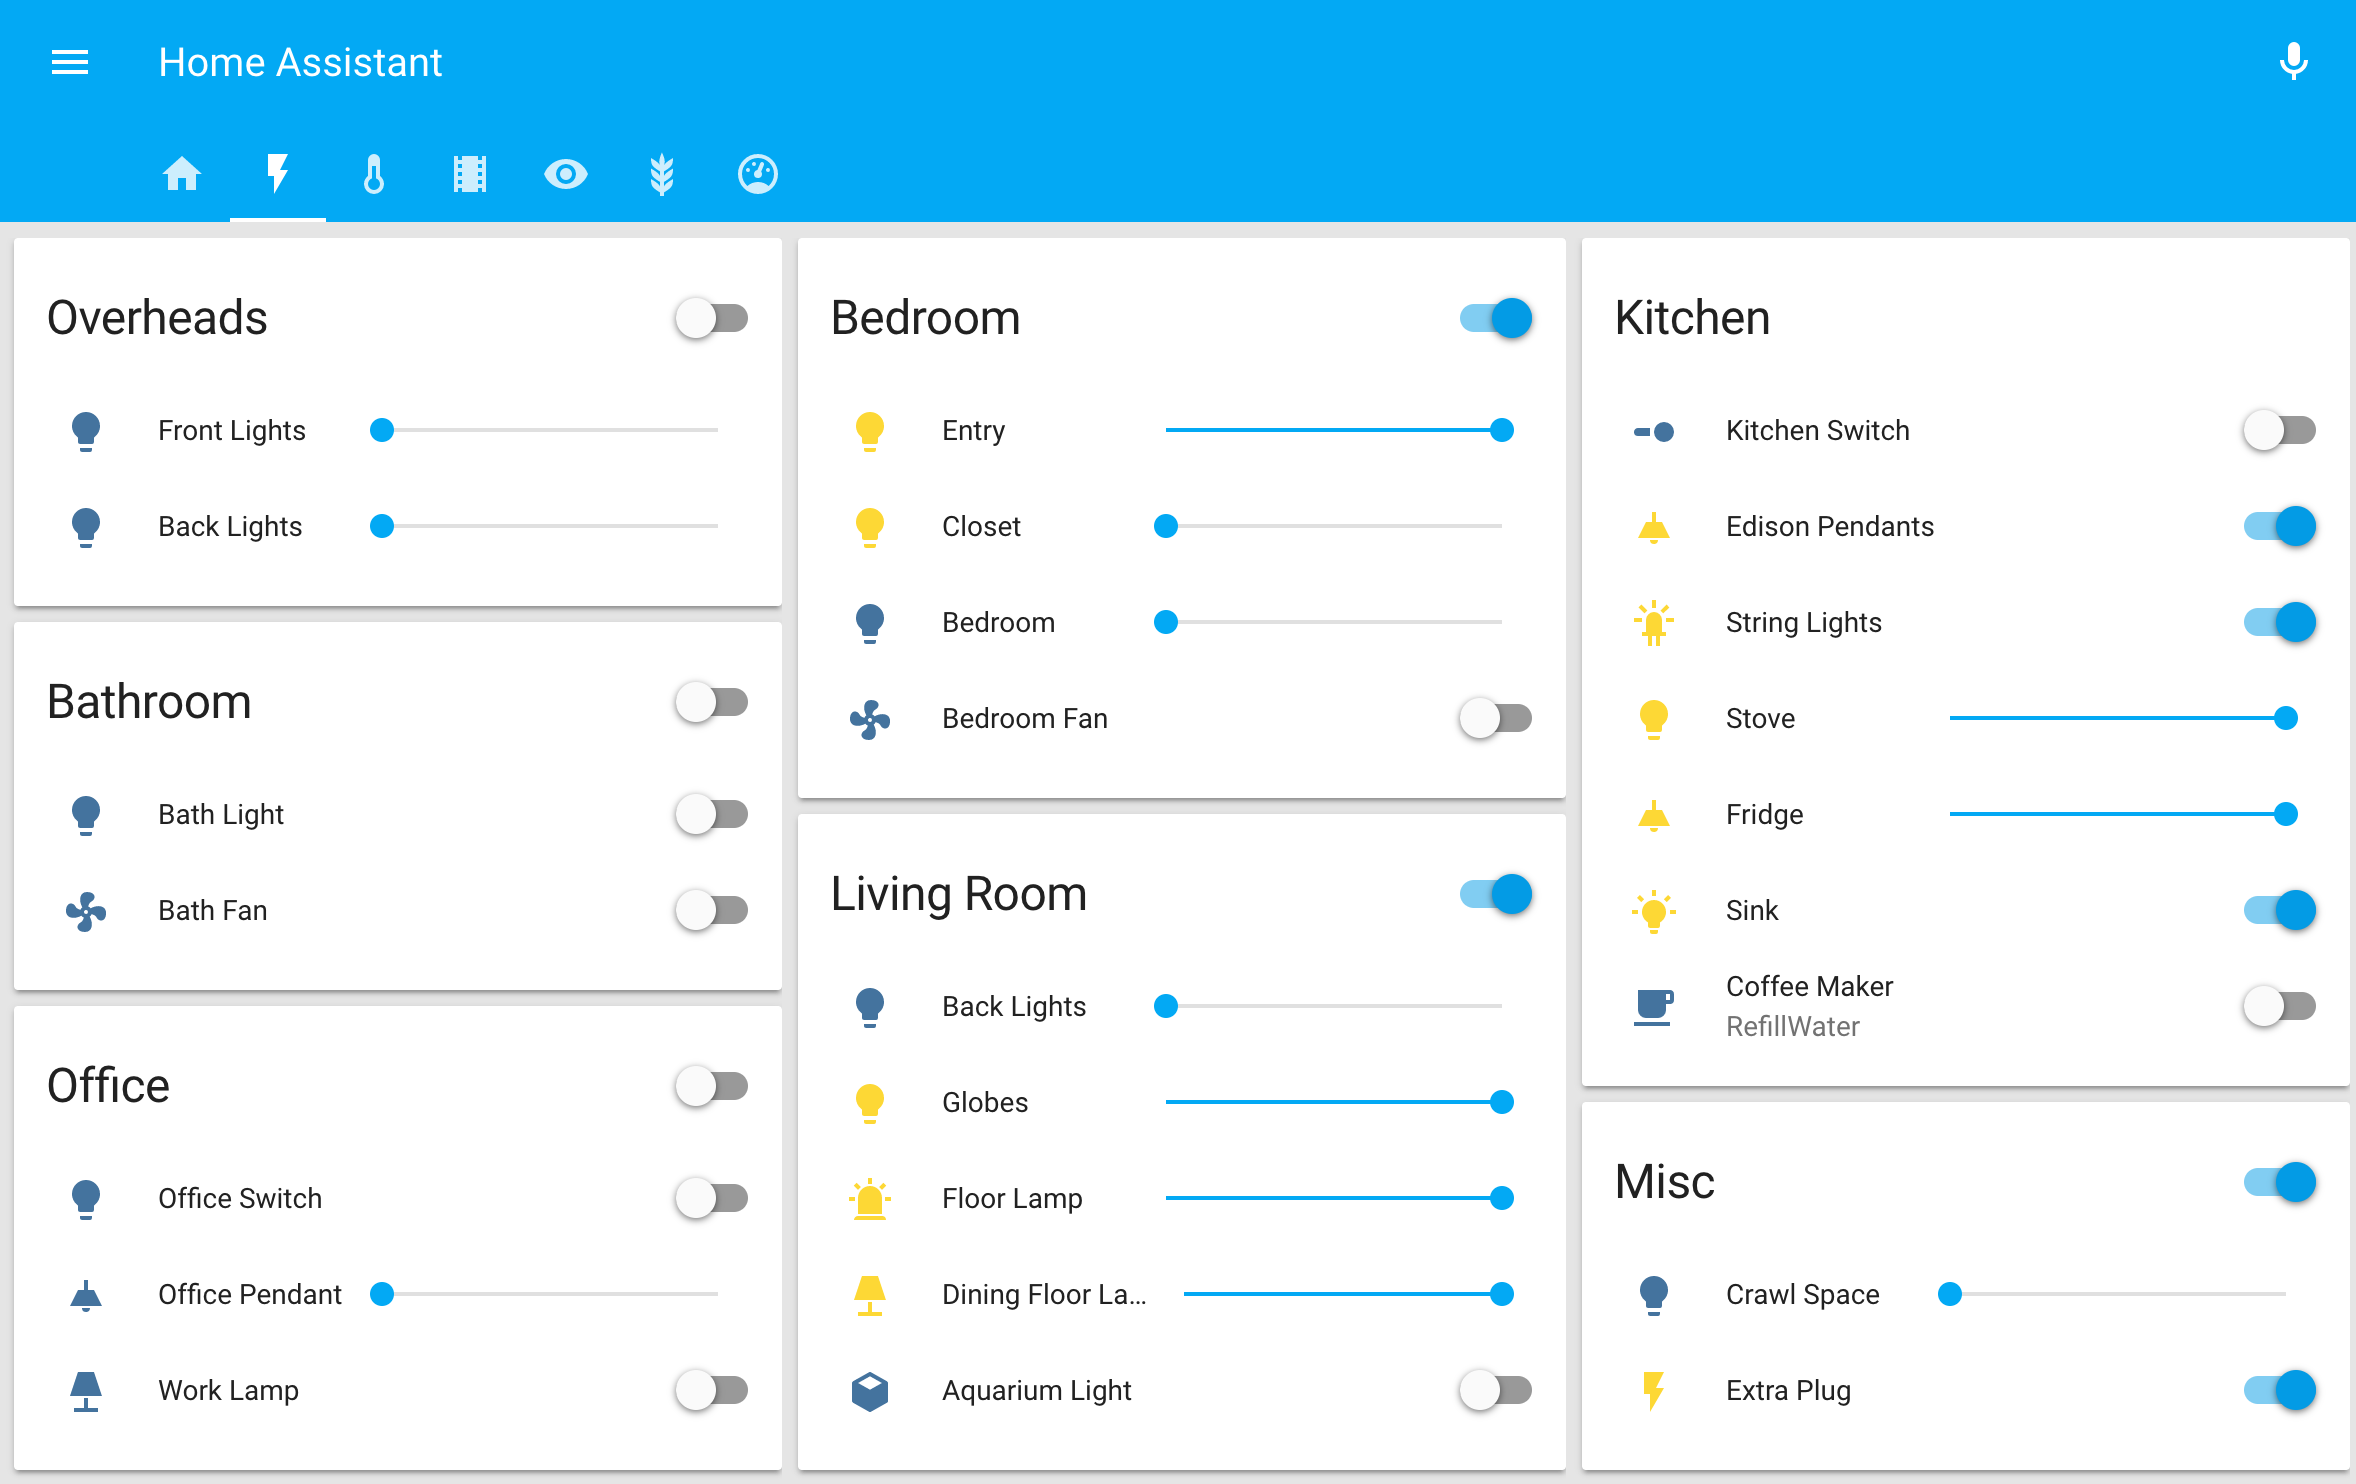 Home Assistant
Overheads
Front Lights
Back Lights
Bathroom
Bath Light
Bath Fan
Office
Office Switch
Office Pendant
Work Lamp
Bedroom
Entry
Closet
Bedroom
Bedroom Fan
Living Room
Back Lights
Globes
Floor Lamp
Dining Floor La...
Aquarium Light
Kitchen
Kitchen Switch
Edison Pendants
String Lights
Stove
Fridge
Sink
Coffee Maker
RefillWater
Misc
Crawl Space
Extra Plug